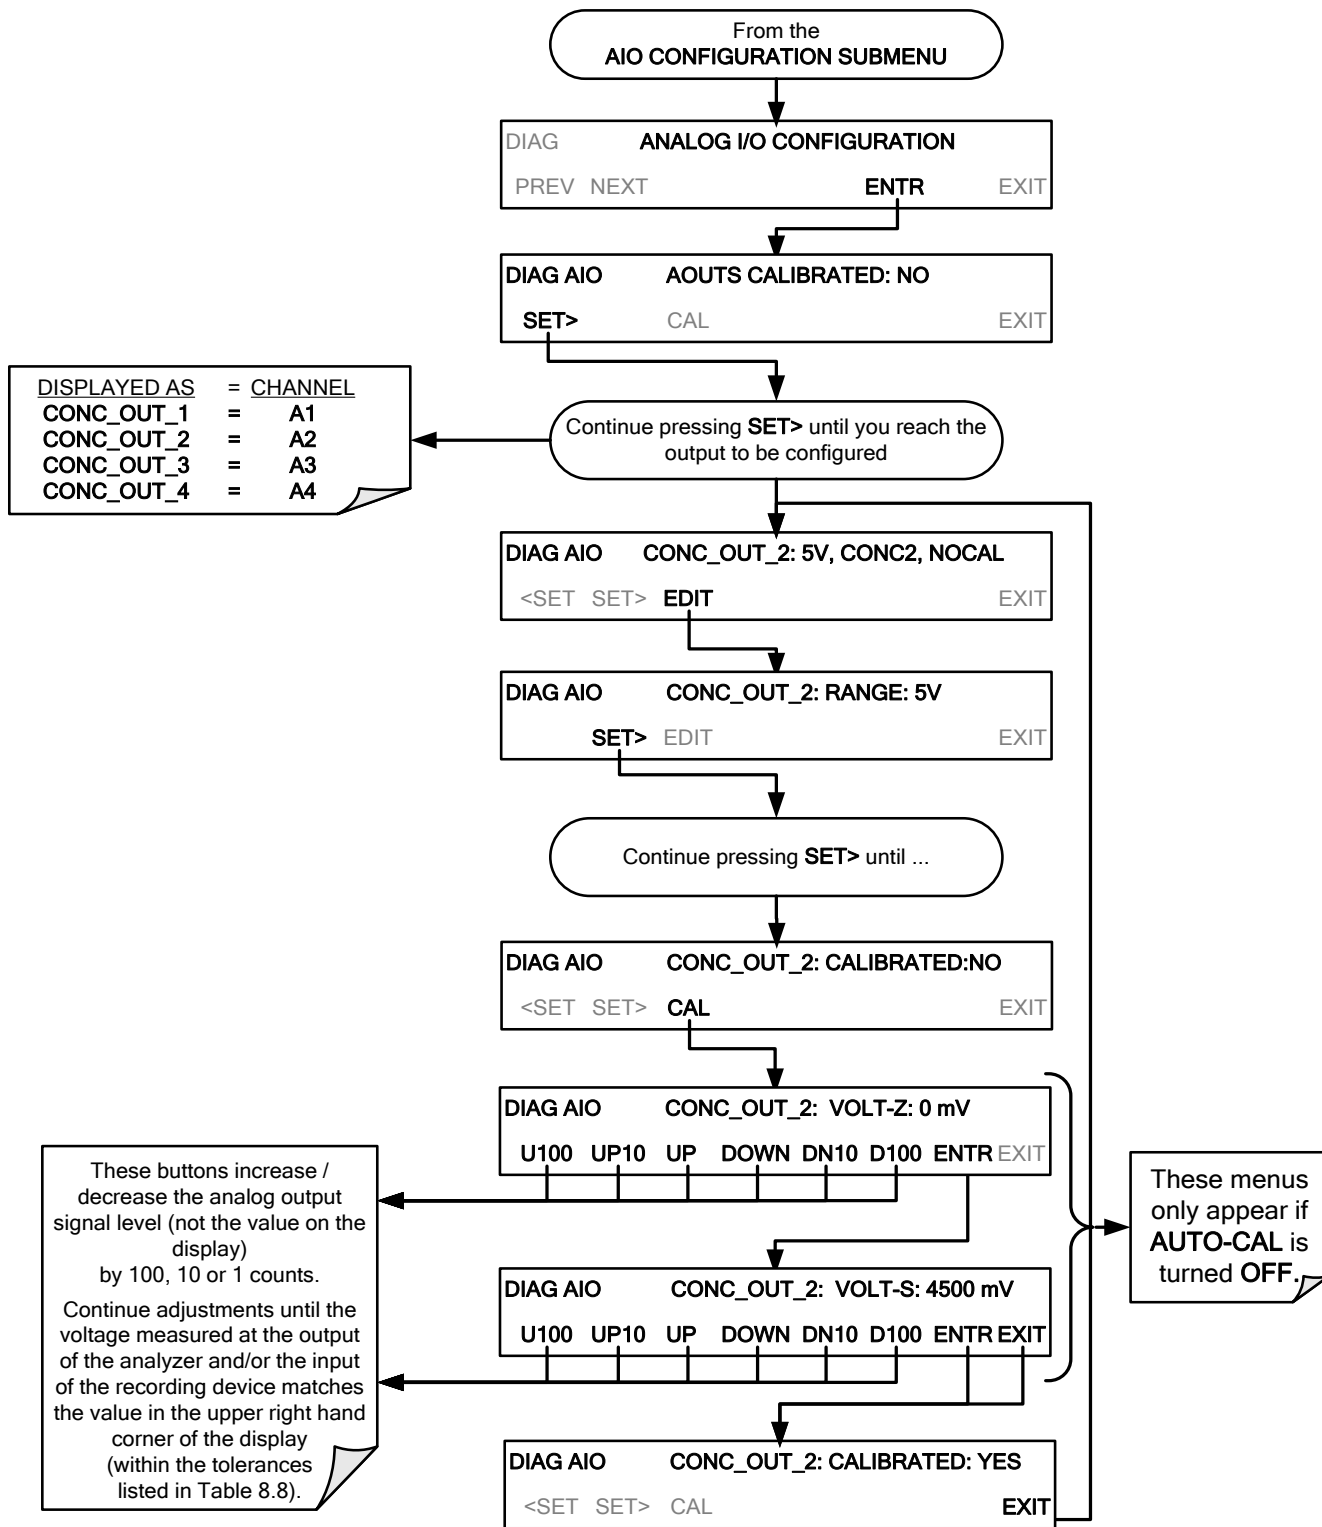 From the
AIO CONFIGURATION SUBMENU
DIAG ANALOG I/O CONFIGURATION
PREV NEXT ENTR EXIT
DIAG AIO AOUTS CALIBRATED: NO
SET> CAL EXIT
DISPLAYED AS = CHANNEL
CONC_OUT_1 = A1
CONC_OUT_2 = A2
CONC_OUT_3 = A3
CONC_OUT_4 = A4
Continue pressing SET> until you reach the
output to be configured
DIAG AIO CONC_OUT_2: 5V, CONC2, NOCAL
<SET SET> EDIT EXIT
DIAG AIO CONC_OUT_2: RANGE: 5V
SET> EDIT EXIT
Continue pressing SET> until ...
DIAG AIO CONC_OUT_2: CALIBRATED:NO
<SET SET> CAL EXIT
DIAG AIO CONC_OUT_2: VOLT-Z: 0 mV
U100 UP10 UP DOWN DN10 D100 ENTR EXIT
These buttons increase /
decrease the analog output
signal level (not the value on the
display)
by 100, 10 or 1 counts.
Continue adjustments until the
voltage measured at the output
of the analyzer and/or the input
of the recording device matches
the value in the upper right hand
corner of the display
(within the tolerances
listed in Table 8.8).
These menus
only appear if
AUTO-CAL is
turned OFF.
DIAG AIO CONC_OUT_2: VOLT-S: 4500 mV
U100 UP10 UP DOWN DN10 D100 ENTR EXIT
DIAG AIO CONC_OUT_2: CALIBRATED: YES
<SET SET> CAL EXIT